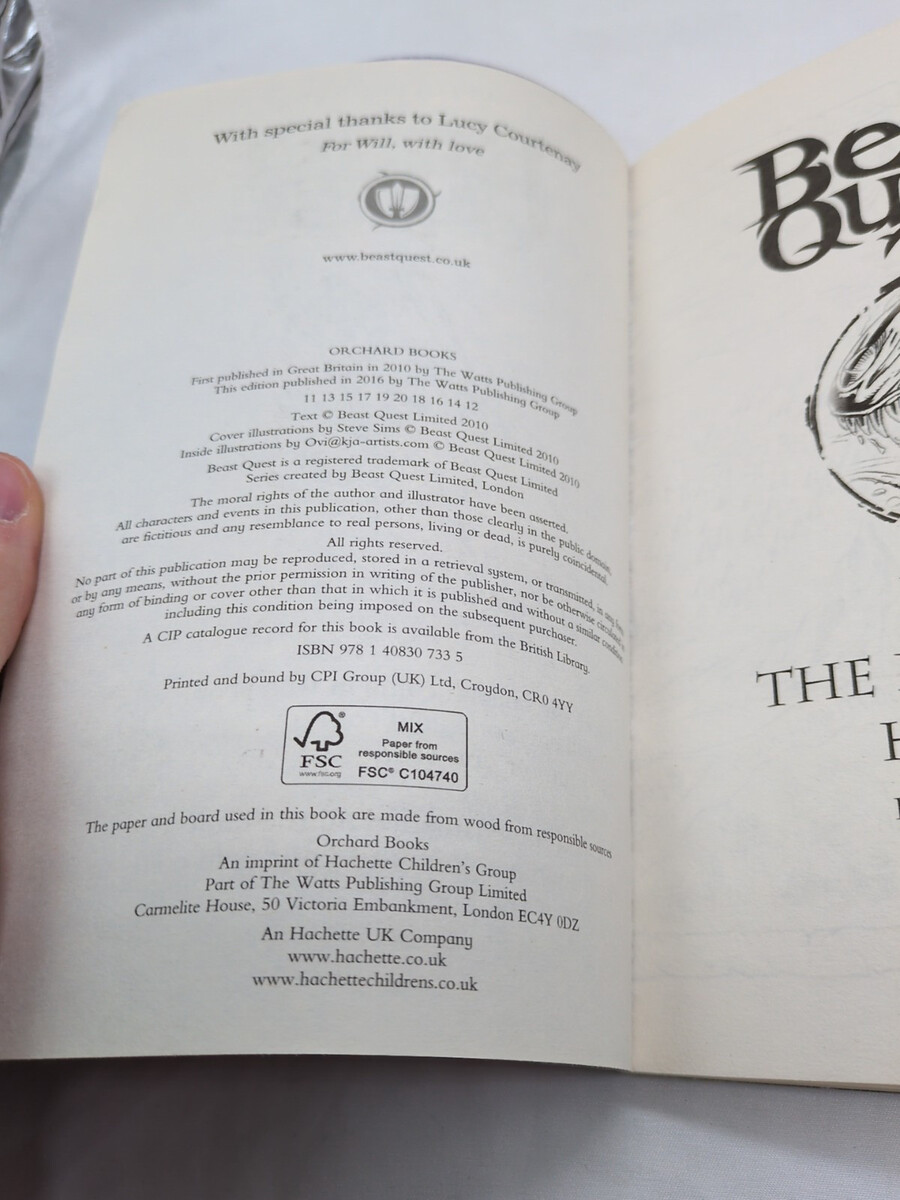 With special thanks to Lucy Courtenay
For Will, with love
www.beastquest.co.uk
ORCHARD BOOKS
First published in Great Britain in 2010 by The Watts Publishing Group
This edition published in 2016 by The Watts Publishing Group
11 13 15 17 19 20 18 16 14 12
Text © Beast Quest Limited 2010
Cover illustrations by Steve Sims © Beast Quest Limited 2010
Inside illustrations by Ovi@kja-artists.com © Beast Quest Limited 2010
Beast Quest is a registered trademark of Beast Quest Limited
Series created by Beast Quest Limited, London
The moral rights of the author and illustrator have been asserted.
All characters and events in this publication, other than those clearly in the public domain,
are fictitious and any resemblance to real persons, living or dead, is purely coincidental.
All rights reserved.
No part of this publication may be reproduced, stored in a retrieval system, or transmitted, in any form
or by any means, without the prior permission in writing of the publisher, nor be otherwise circulated in
any form of binding or cover other than that in which it is published and without a similar condition
including this condition being imposed on the subsequent purchaser.
A CIP catalogue record for this book is available from the British Library.
ISBN 978 1 40830 733 5
Printed and bound by CPI Group (UK) Ltd, Croydon, CR0 4YY
MIX
Paper from
responsible sources
FSC® C104740
®
FSC
www.fsc.org
The paper and board used in this book are made from wood from responsible sources
Orchard Books
An imprint of Hachette Children's Group
Part of The Watts Publishing Group Limited
Carmelite House, 50 Victoria Embankment, London EC4Y 0DZ
An Hachette UK Company
www.hachette.co.uk
www.hachettechildrens.co.uk
Be
Qu
THE